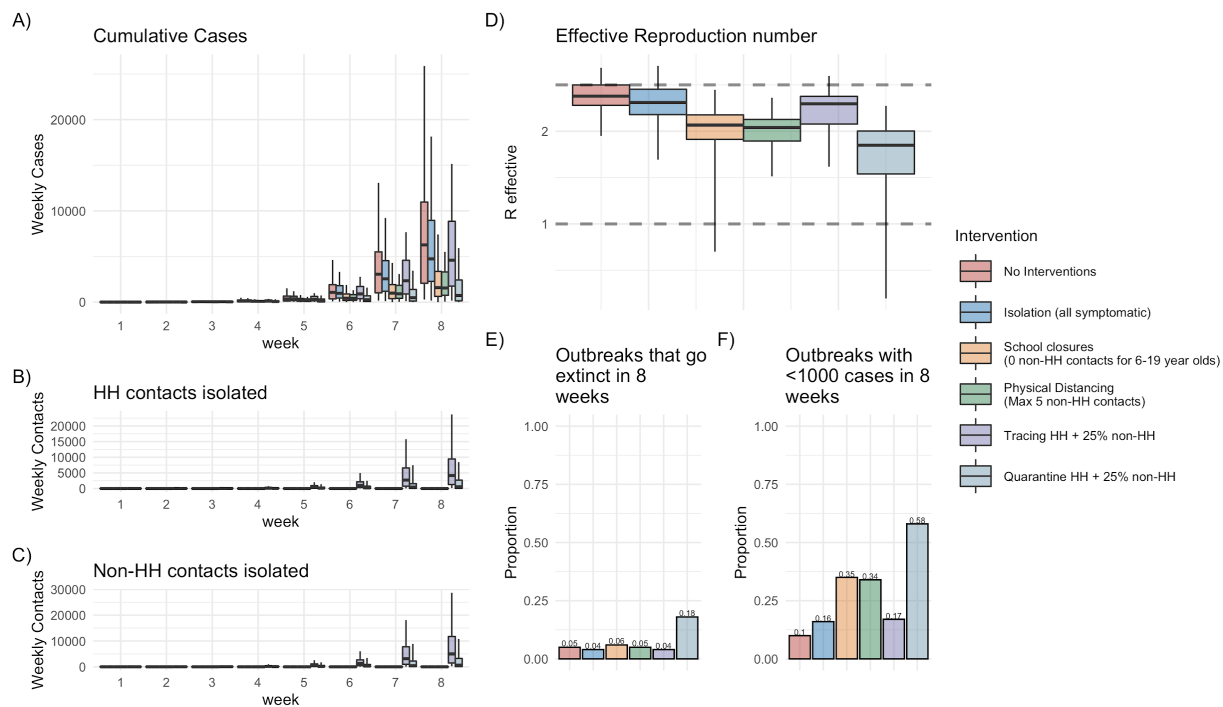 A)
Cumulative Cases
Weekly Cases
20000
10000
0
1 2 3 4 5 6 7 8
week
B)
HH contacts isolated
Weekly Contacts
20000
15000
10000
5000
0
1 2 3 4 5 6 7 8
week
C)
Non-HH contacts isolated
Weekly Contacts
30000
20000
10000
0
1 2 3 4 5 6 7 8
week
D)
Effective Reproduction number
R effective
2
1
E)
Outbreaks that go
extinct in 8
weeks
Proportion
1.00
0.75
0.50
0.25
0.00
0.05 0.04 0.06 0.05 0.04 0.18
F)
Outbreaks with
<1000 cases in 8
weeks
Proportion
1.00
0.75
0.50
0.25
0.00
0.1 0.16 0.35 0.34 0.17 0.58
Intervention
No Interventions
Isolation (all symptomatic)
School closures
(0 non-HH contacts for 6-19 year olds)
Physical Distancing
(Max 5 non-HH contacts)
Tracing HH + 25% non-HH
Quarantine HH + 25% non-HH